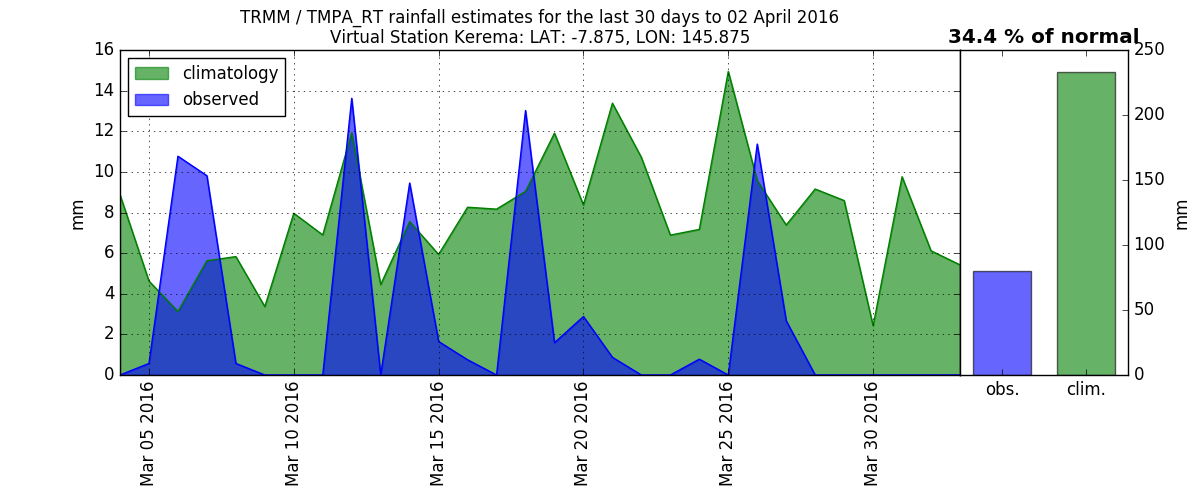 TRMM / TMPA_RT rainfall estimates for the last 30 days to 02 April 2016
Virtual Station Kerema: LAT: -7.875, LON: 145.875
34.4 % of normal
climatology
observed
mm
16
14
12
10
8
6
4
2
0
Mar 05 2016
Mar 10 2016
Mar 15 2016
Mar 20 2016
Mar 25 2016
Mar 30 2016
obs.
clim.
250
200
150
100
50
0
mm